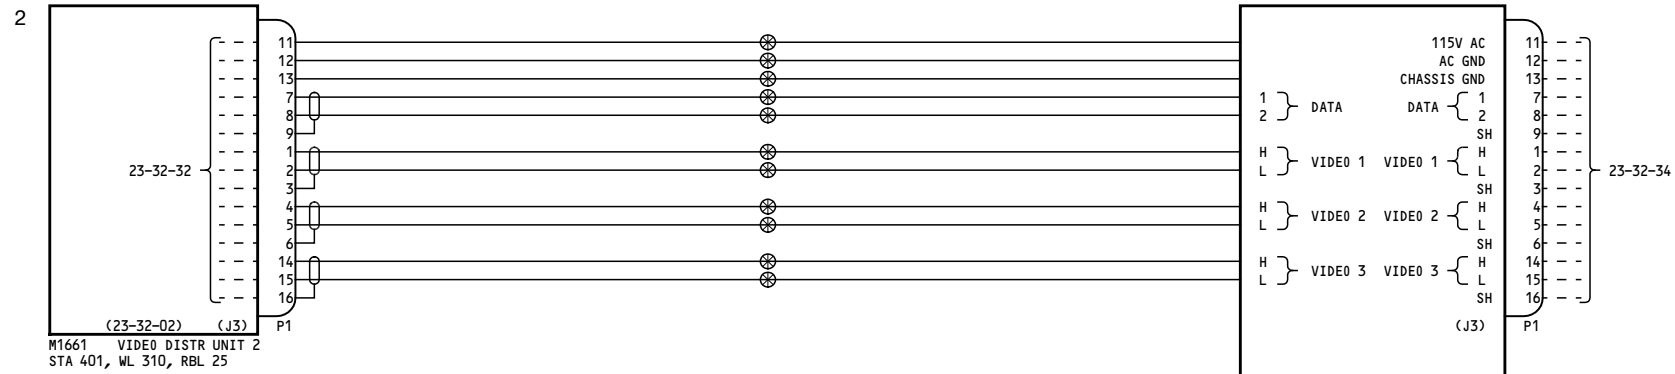 2
11 115V AC 11
12 AC GND 12
13 CHASSIS GND 13
7 1 DATA DATA 1 7
8 2 2 8
9 SH 9
1 H VIDEO 1 VIDEO 1 H 1
23-32-32 2 L L 2 23-32-34
3 SH 3
4 H VIDEO 2 VIDEO 2 H 4
5 L L 5
6 SH 6
14 H VIDEO 3 VIDEO 3 H 14
15 L L 15
16 SH 16
(23-32-02) (J3) P1 (J3) P1
M1661 VIDEO DISTR UNIT 2
STA 401, WL 310, RBL 25